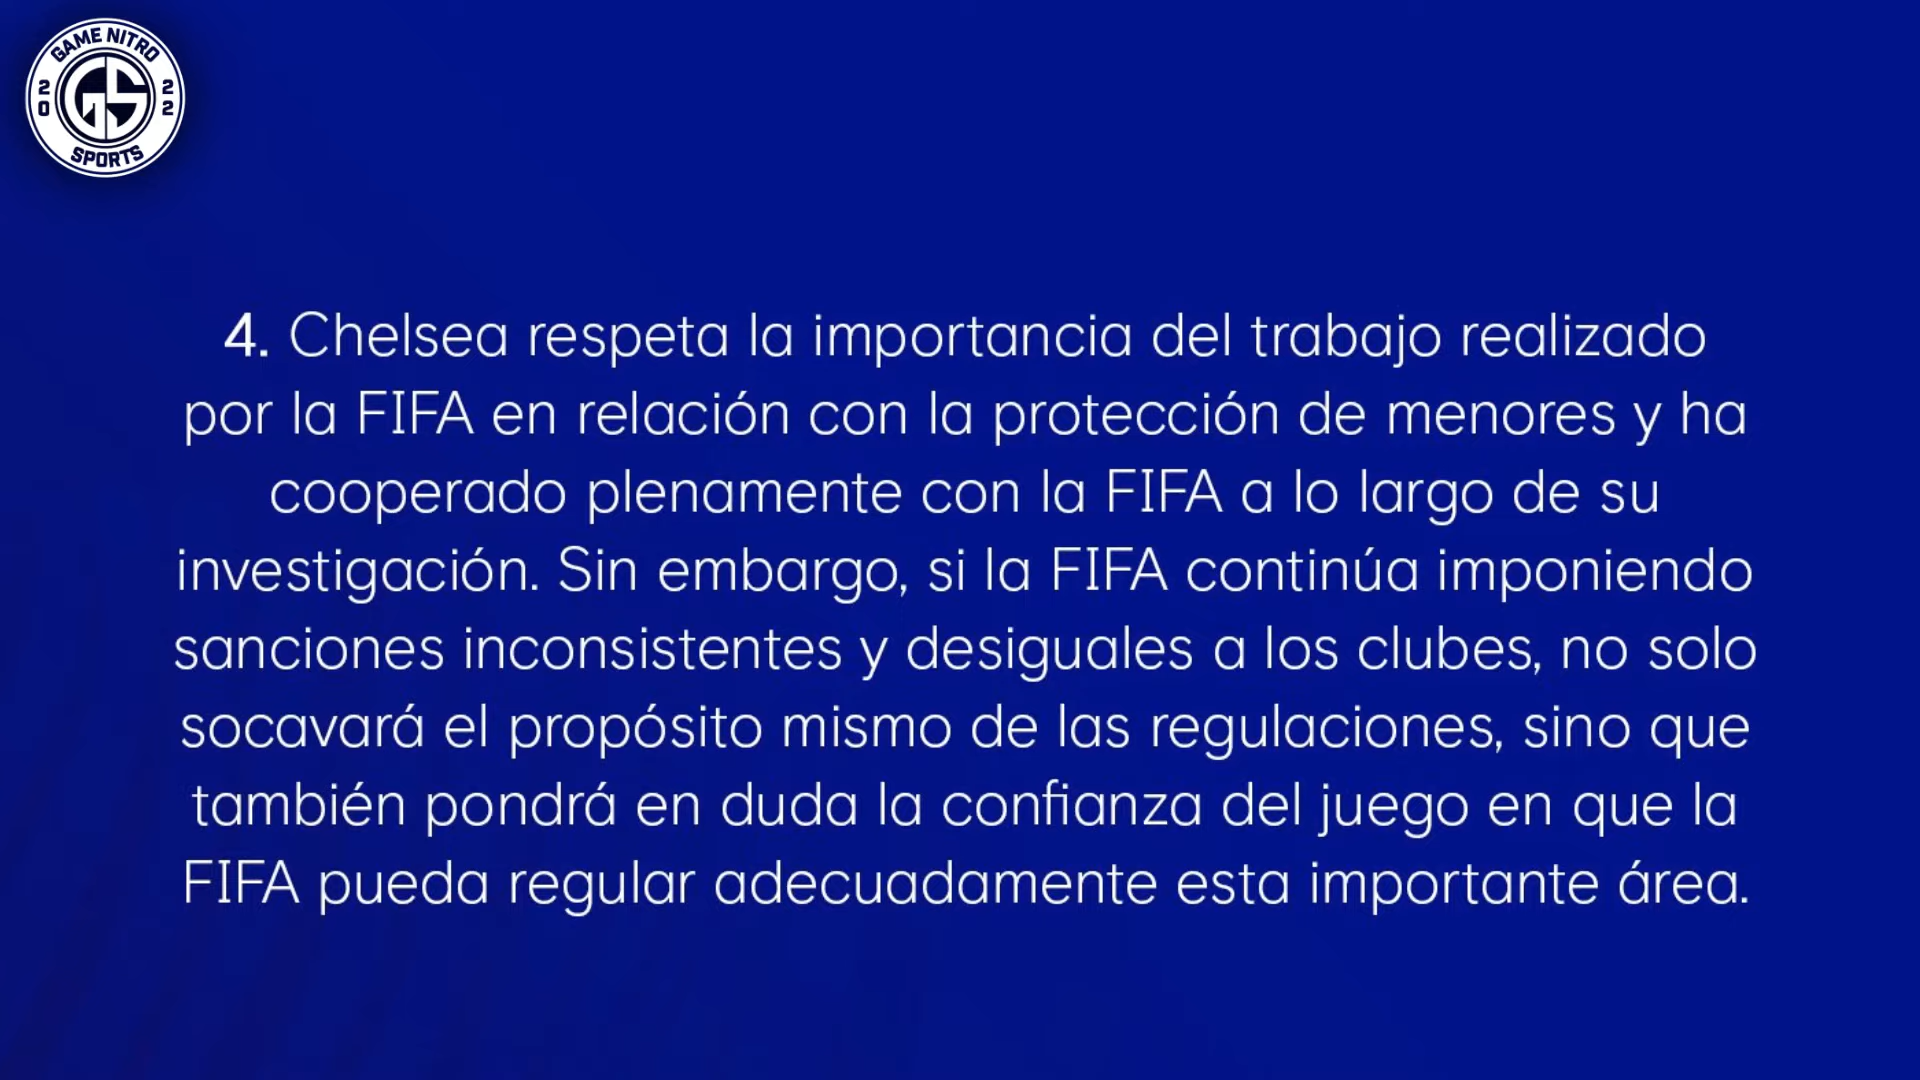 GAME NITRO
20 22
GS
SPORTS
4. Chelsea respeta la importancia del trabajo realizado
por la FIFA en relación con la protección de menores y ha
cooperado plenamente con la FIFA a lo largo de su
investigación. Sin embargo, si la FIFA continúa imponiendo
sanciones inconsistentes y desiguales a los clubes, no solo
socavará el propósito mismo de las regulaciones, sino que
también pondrá en duda la confianza del juego en que la
FIFA pueda regular adecuadamente esta importante área.